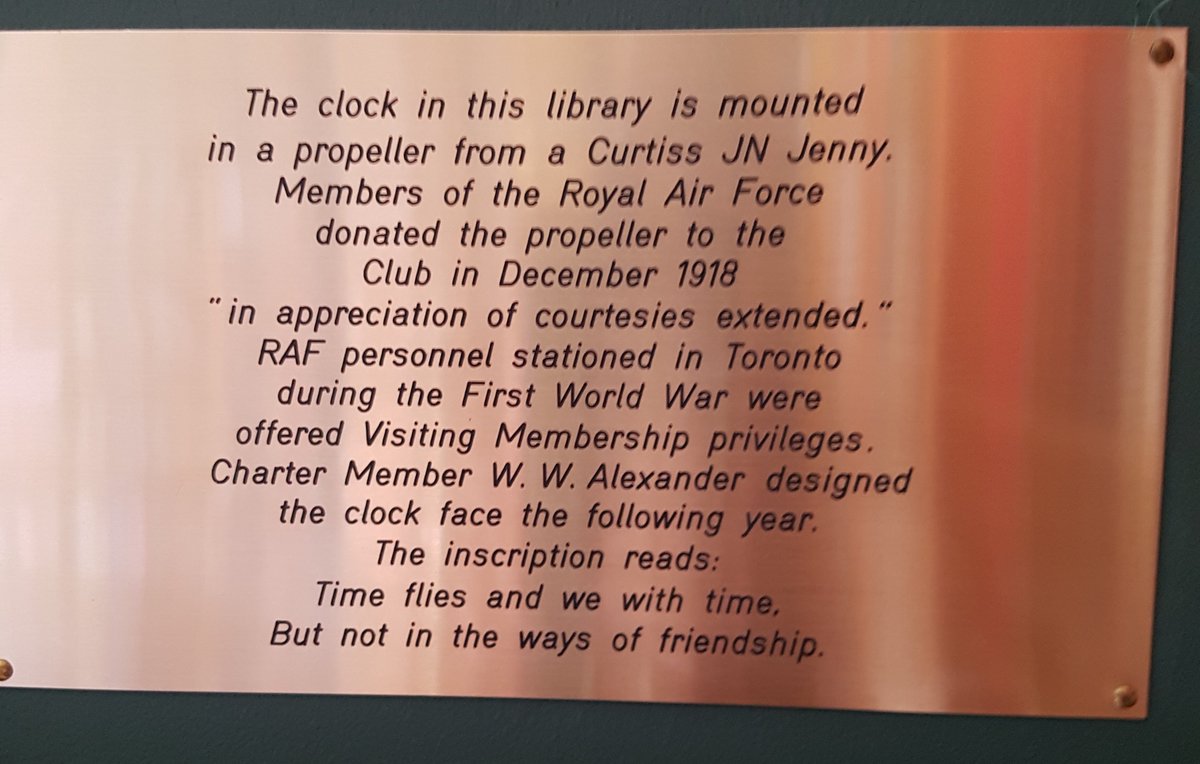 The clock in this library is mounted
in a propeller from a Curtiss JN Jenny.
Members of the Royal Air Force
donated the propeller to the
Club in December 1918
"in appreciation of courtesies extended."
RAF personnel stationed in Toronto
during the First World War were
offered Visiting Membership privileges.
Charter Member W. W. Alexander designed
the clock face the following year.
The inscription reads:
Time flies and we with time,
But not in the ways of friendship.